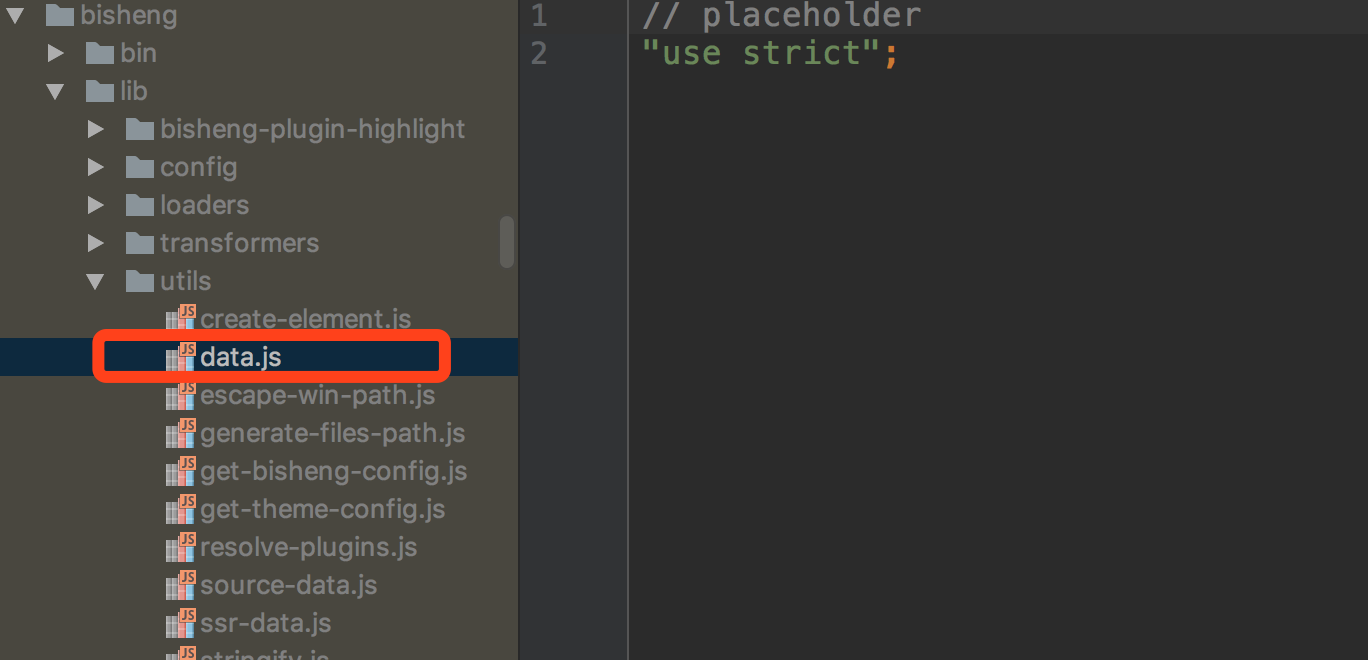 bisheng
bin
lib
bisheng-plugin-highlight
config
loaders
transformers
utils
create-element.js
data.js
escape-win-path.js
generate-files-path.js
get-bisheng-config.js
get-theme-config.js
resolve-plugins.js
source-data.js
ssr-data.js
stringify.js
1 // placeholder
2 "use strict";